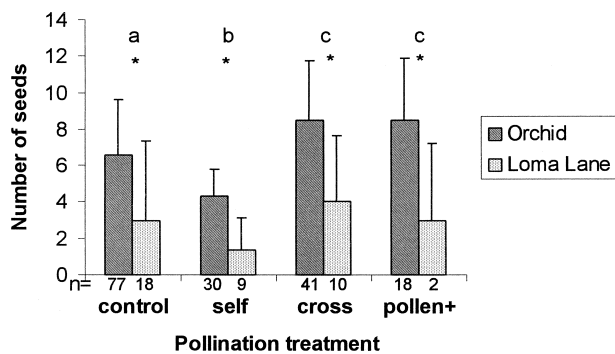 14
12
10
8
6
4
2
0
Number of seeds
a b c c
* * * *
Orchid
Loma Lane
n= 77 18 30 9 41 10 18 2
control self cross pollen+
Pollination treatment